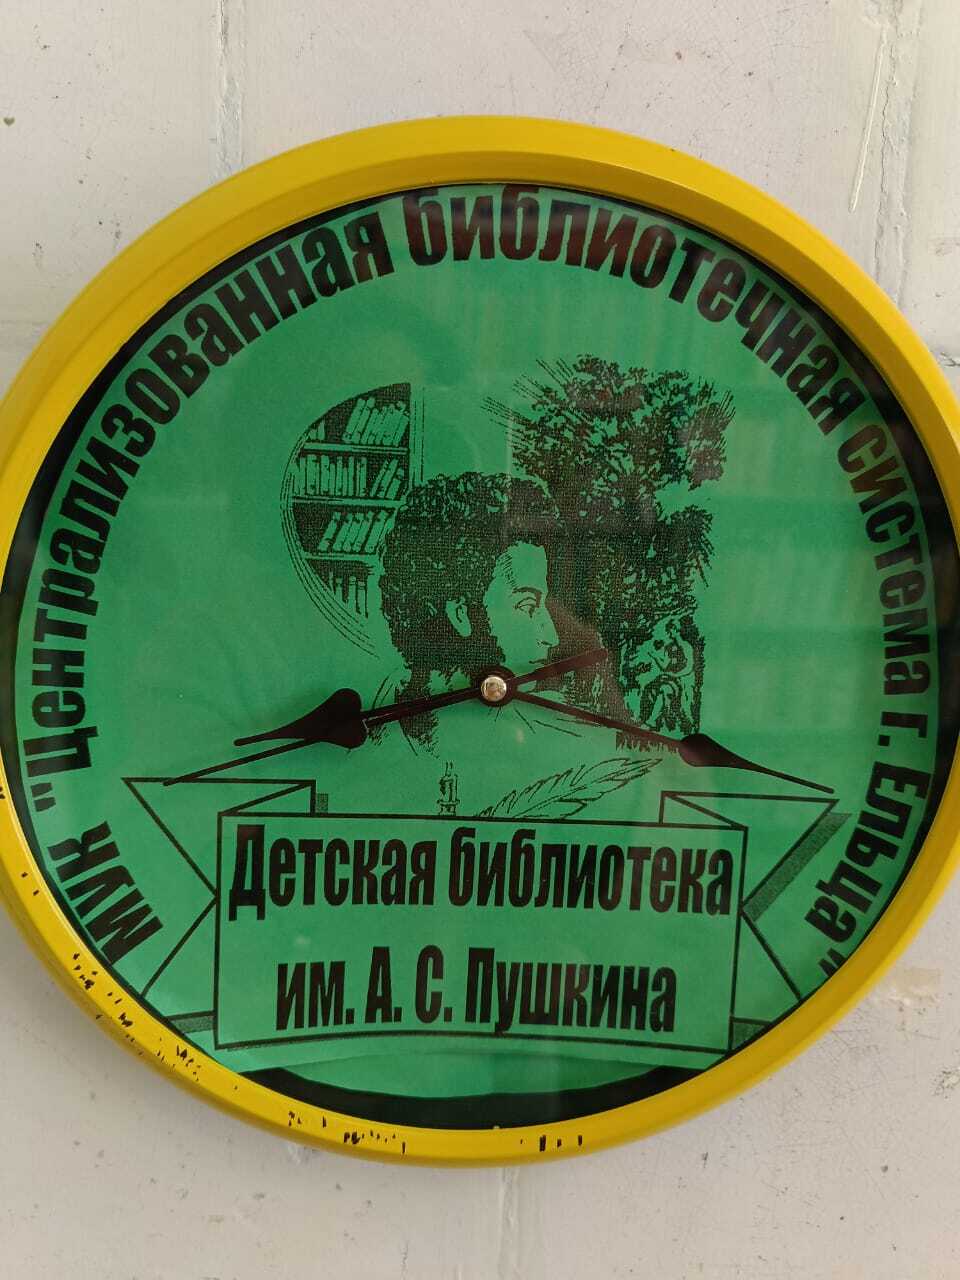 МУК "Централизованная библиотечная система г. Ельца"
Детская библиотека
им. А. С. Пушкина